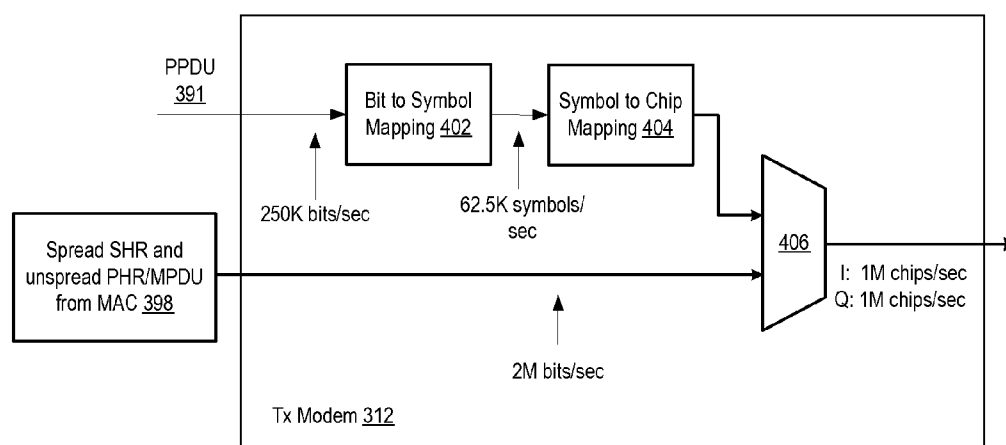 PPDU
391
Bit to Symbol
Mapping 402
Symbol to Chip
Mapping 404
250K bits/sec
62.5K symbols/
sec
Spread SHR and
unspread PHR/MPDU
from MAC 398
406
I: 1M chips/sec
Q: 1M chips/sec
2M bits/sec
Tx Modem 312